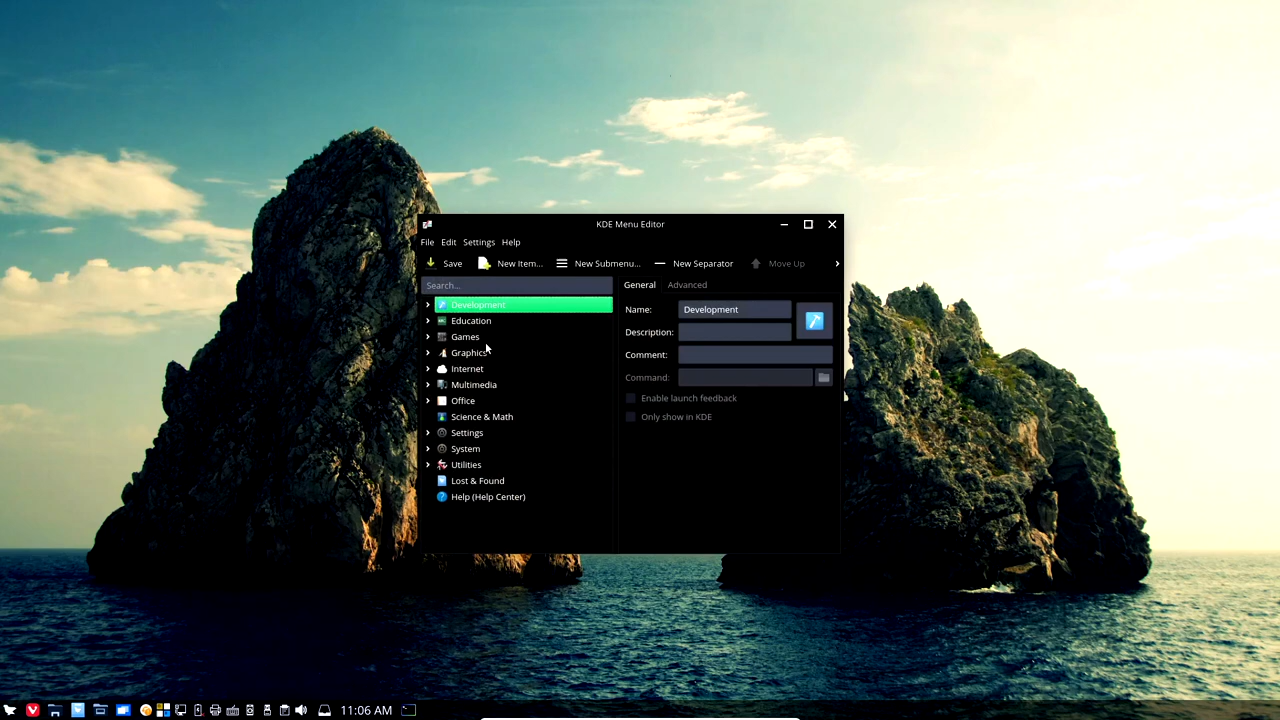 KDE Menu Editor
File Edit Settings Help
Save New Item... New Submenu... New Separator Move Up
Search... General Advanced
Development
Education
Games
Graphics
Internet
Multimedia
Office
Science & Math
Settings
System
Utilities
Lost & Found
Help (Help Center)
Name: Development
Description:
Comment:
Command:
Enable launch feedback
Only show in KDE
11:06 AM